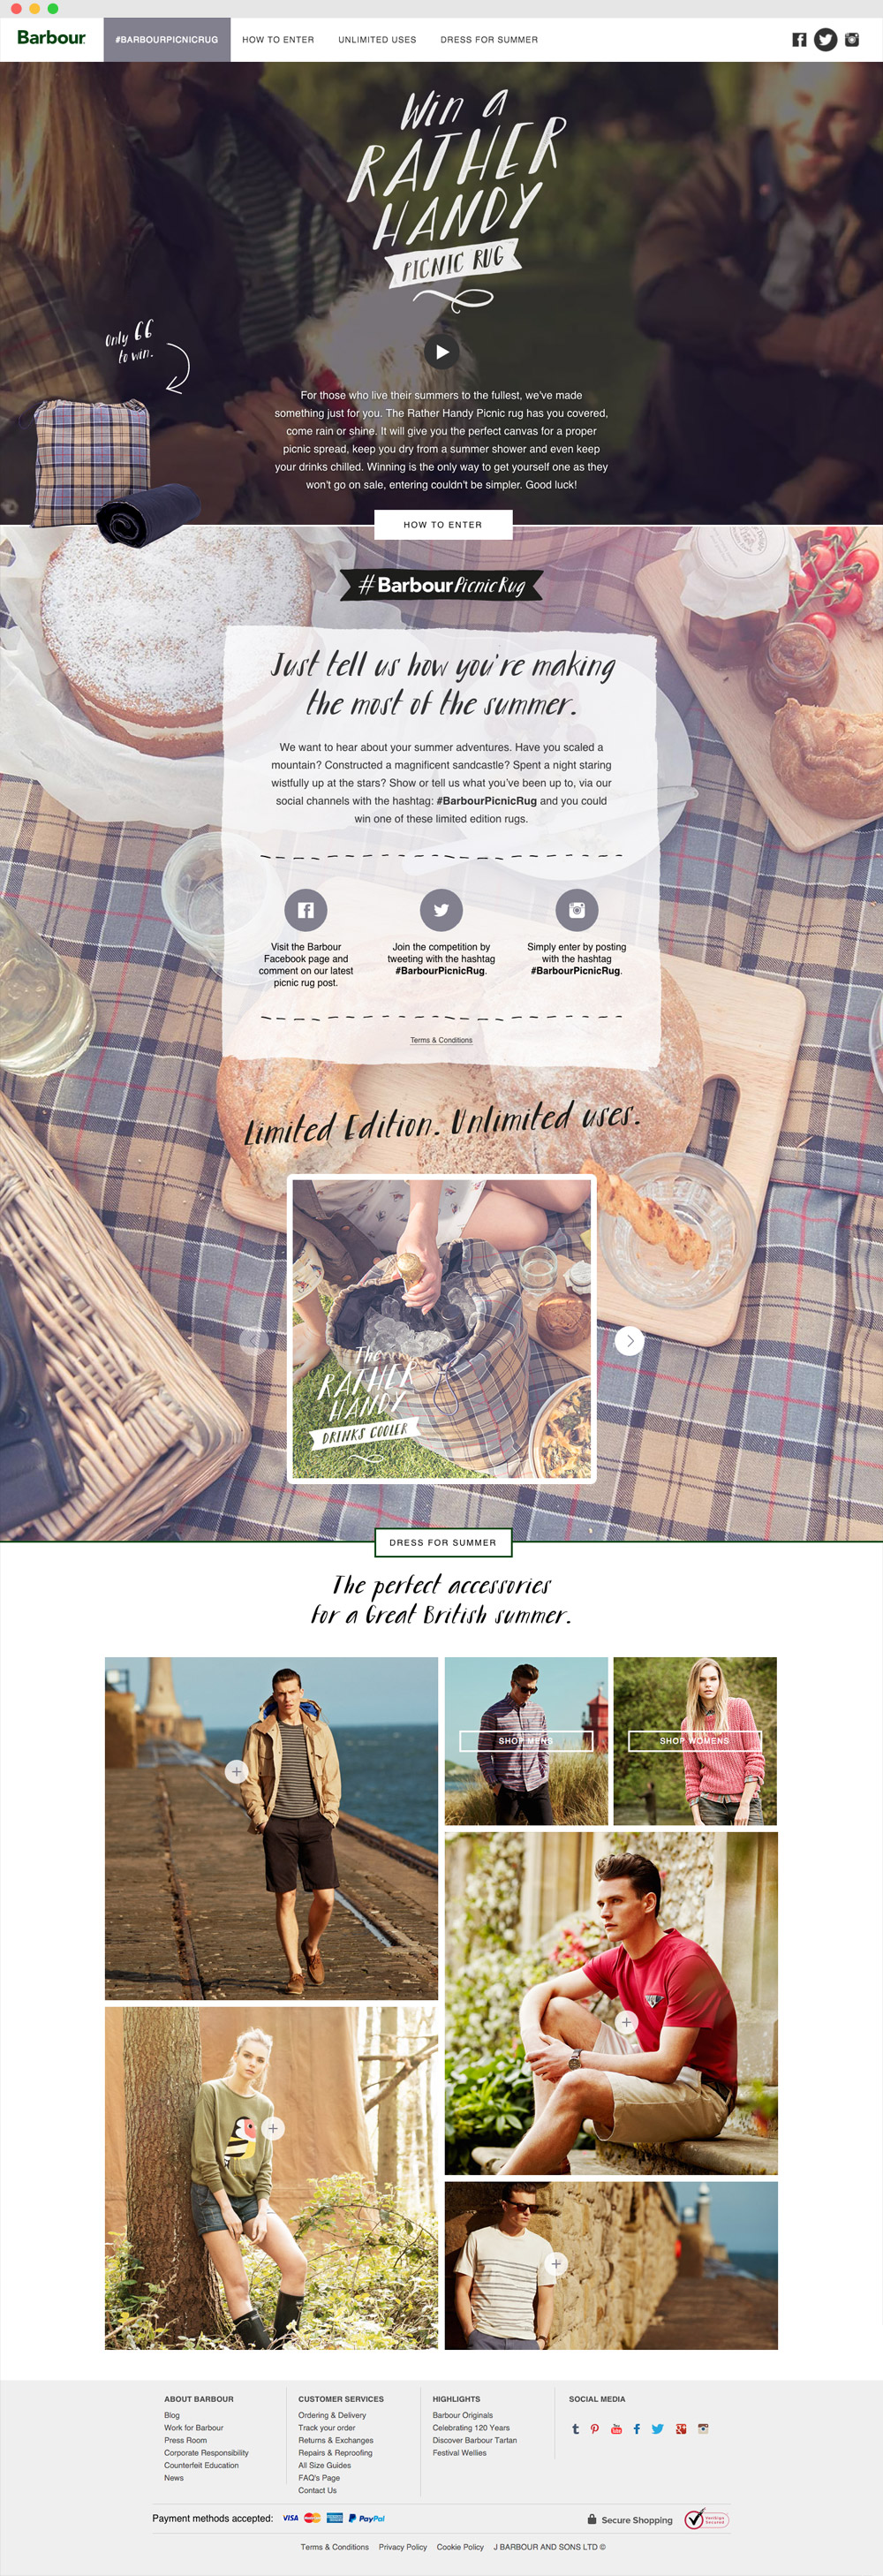 Barbour
#BARBOURPICNICRUG
HOW TO ENTER
UNLIMITED USES
DRESS FOR SUMMER
Win a
RATHER
HANDY
PICNIC RUG
only 66
to win.
For those who live their summers to the fullest, we've made
something just for you. The Rather Handy Picnic rug has you covered,
come rain or shine. It will give you the perfect canvas for a proper
picnic spread, keep you dry from a summer shower and even keep
your drinks chilled. Winning is the only way to get yourself one as they
won't go on sale, entering couldn't be simpler. Good luck!
HOW TO ENTER
#BarbourPicnicRug
Just tell us how you're making
the most of the summer.
We want to hear about your summer adventures. Have you scaled a
mountain? Constructed a magnificent sandcastle? Spent a night staring
wistfully up at the stars? Show or tell us what you've been up to, via our
social channels with the hashtag: #BarbourPicnicRug and you could
win one of these limited edition rugs.
Visit the Barbour
Facebook page and
comment on our latest
picnic rug post.
Join the competition by
tweeting with the hashtag
#BarbourPicnicRug.
Simply enter by posting
with the hashtag
#BarbourPicnicRug.
Terms & Conditions
Limited Edition. Unlimited uses.
The
RATHER
HANDY
DRINKS COOLER
DRESS FOR SUMMER
The perfect accessories
for a Great British summer.
SHOP MENS
SHOP WOMENS
ABOUT BARBOUR
Blog
Work for Barbour
Press Room
Corporate Responsibility
Counterfeit Education
News
CUSTOMER SERVICES
Ordering & Delivery
Track your order
Returns & Exchanges
Repairs & Reproofing
All Size Guides
FAQ's Page
Contact Us
HIGHLIGHTS
Barbour Originals
Celebrating 120 Years
Discover Barbour Tartan
Festival Wellies
SOCIAL MEDIA
Payment methods accepted:
VISA
PayPal
Secure Shopping
Terms & Conditions
Privacy Policy
Cookie Policy
J BARBOUR AND SONS LTD ©